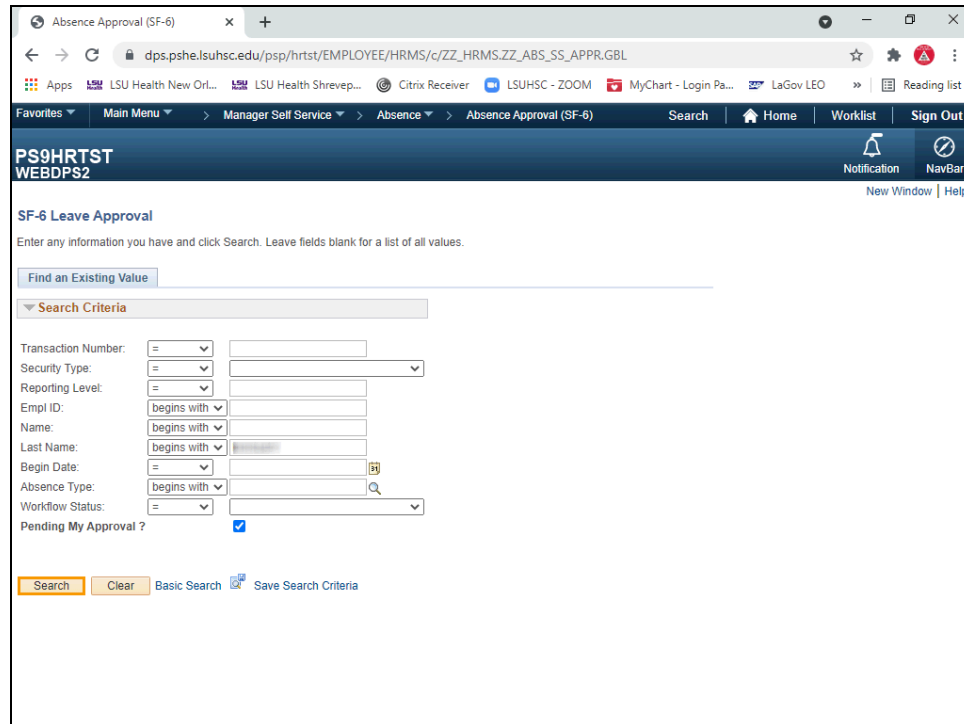 Absence Approval (SF-6)
dps.pshe.lsuhsc.edu/psp/hrtst/EMPLOYEE/HRMS/c/ZZ_HRMS.ZZ_ABS_SS_APPR.GBL
Apps LSU Health New Orl... LSU Health Shrevep... Citrix Receiver LSUHSC - ZOOM MyChart - Login Pa... LaGov LEO » Reading list
Favorites Main Menu > Manager Self Service > Absence > Absence Approval (SF-6) Search Home Worklist Sign Out
PS9HRTST
WEBDPS2
Notification NavBar
New Window | Help
SF-6 Leave Approval
Enter any information you have and click Search. Leave fields blank for a list of all values.
Find an Existing Value
Search Criteria
Transaction Number: =
Security Type: =
Reporting Level: =
Empl ID: begins with
Name: begins with
Last Name: begins with
Begin Date: = 31
Absence Type: begins with
Workflow Status: =
Pending My Approval ?
Search Clear Basic Search Save Search Criteria